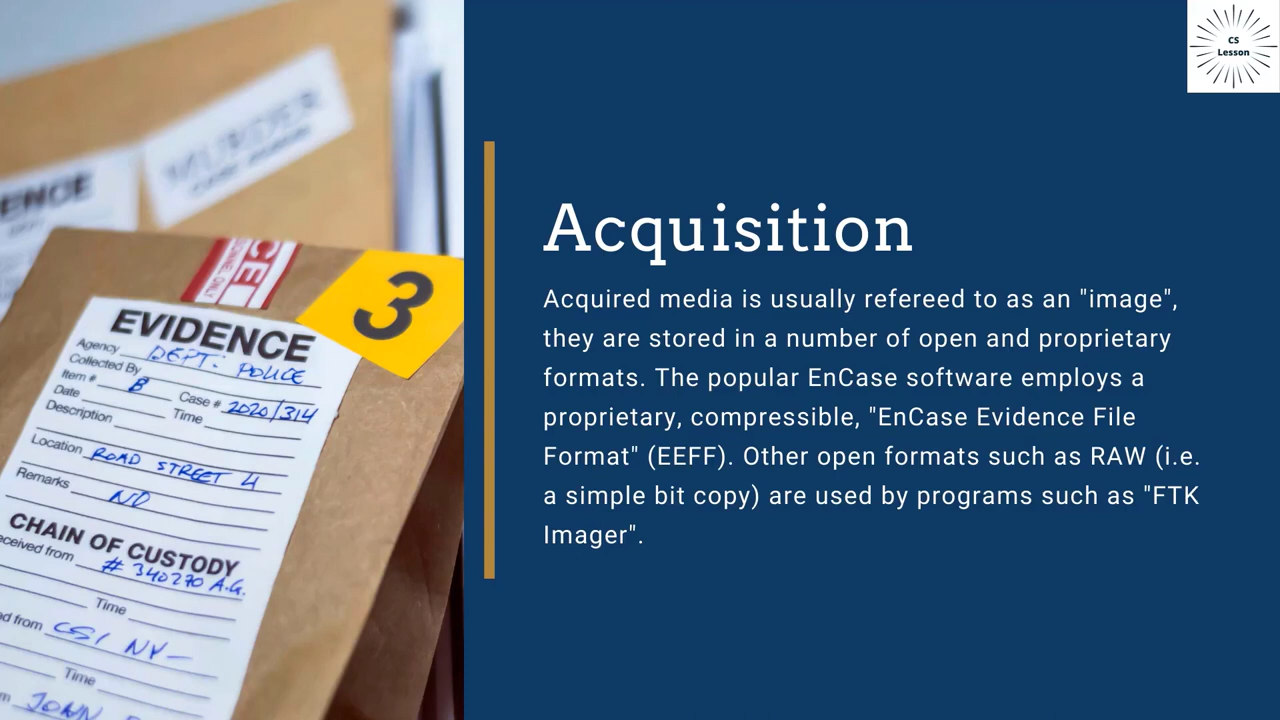 CS
Lesson
Acquisition
Acquired media is usually refereed to as an "image",
they are stored in a number of open and proprietary
formats. The popular EnCase software employs a
proprietary, compressible, "EnCase Evidence File
Format" (EEFF). Other open formats such as RAW (i.e.
a simple bit copy) are used by programs such as "FTK
Imager".
ENCE
MURDER
3
EVIDENCE
Agency DEPT: POLICE
Collected By
Item # 8 Case # 2020/314
Date Time
Description
Location ROAD STREET 4
Remarks NO
CHAIN OF CUSTODY
eceived from # 340270 A.G.
Time
ed from CSI NY-
Time
JOHN